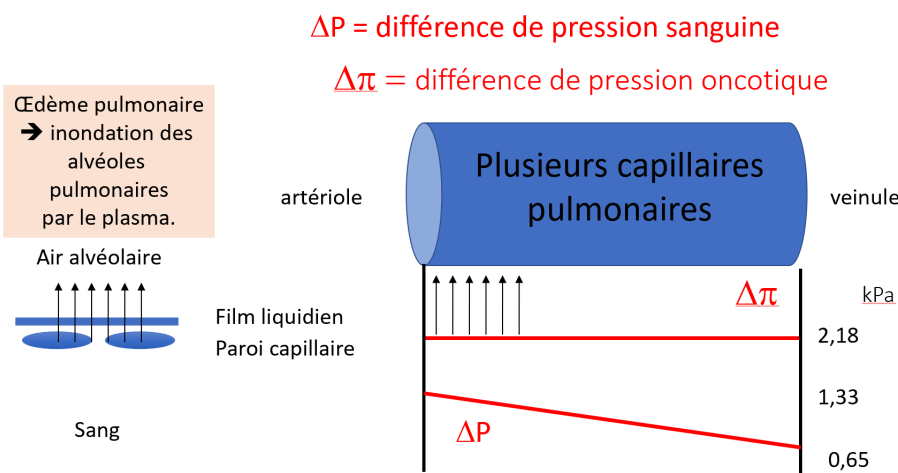 ΔP = différence de pression sanguine
Δπ = différence de pression oncotique
Œdème pulmonaire
➔ inondation des
alvéoles
pulmonaires
par le plasma.
Plusieurs capillaires
pulmonaires
artériole
veinule
Air alvéolaire
Δπ
kPa
Film liquidien
Paroi capillaire
2,18
1,33
ΔP
Sang
0,65